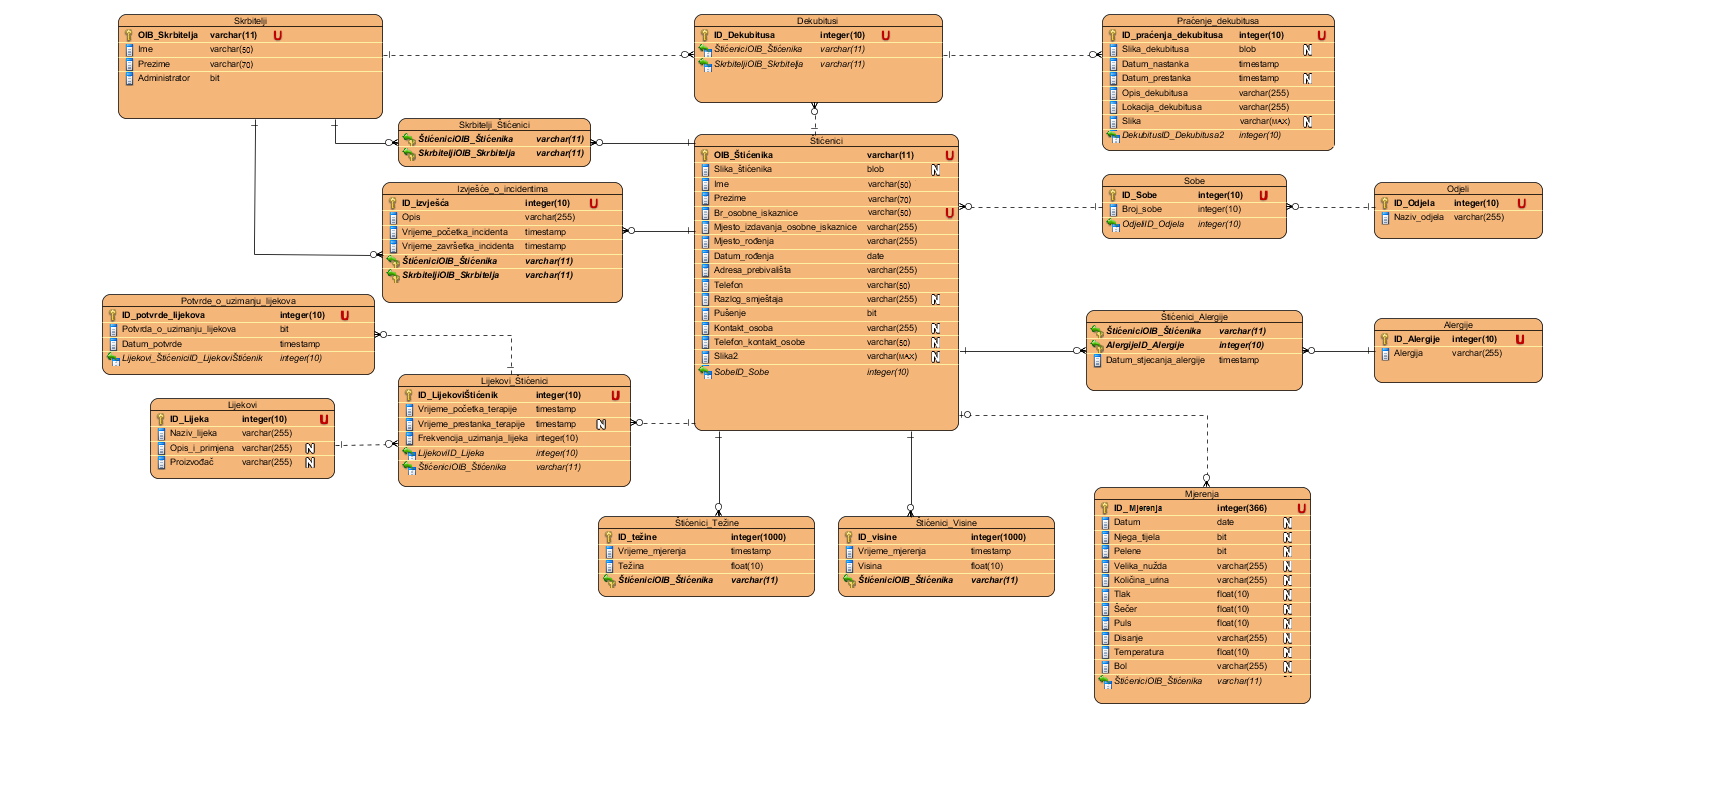 Skrbitelji
OIB_Skrbitelja varchar(11) U
Ime varchar(50)
Prezime varchar(70)
Administrator bit
Dekubitusi
ID_Dekubitusa integer(10) U
ŠtićeniciOIB_Štićenika varchar(11)
SkrbiteljiOIB_Skrbitelja varchar(11)
Praćenje_dekubitusa
ID_praćenja_dekubitusa integer(10) U
Slika_dekubitusa blob N
Datum_nastanka timestamp
Datum_prestanka timestamp N
Opis_dekubitusa varchar(255)
Lokacija_dekubitusa varchar(255)
Slika varchar(MAX) N
DekubitusID_Dekubitusa2 integer(10)
Skrbitelji_Štićenici
ŠtićeniciOIB_Štićenika varchar(11)
SkrbiteljiOIB_Skrbitelja varchar(11)
Štićenici
OIB_Štićenika varchar(11) U
Slika_štićenika blob N
Ime varchar(50)
Prezime varchar(70)
Br_osobne_iskaznice varchar(50) U
Mjesto_izdavanja_osobne_iskaznice varchar(255)
Mjesto_rođenja varchar(255)
Datum_rođenja date
Adresa_prebivališta varchar(255)
Telefon varchar(50)
Razlog_smještaja varchar(255) N
Pušenje bit
Kontakt_osoba varchar(255) N
Telefon_kontakt_osobe varchar(50) N
Slika2 varchar(MAX) N
SobeID_Sobe integer(10)
Sobe
ID_Sobe integer(10) U
Broj_sobe integer(10)
OdjeliID_Odjela integer(10)
Odjeli
ID_Odjela integer(10) U
Naziv_odjela varchar(255)
Izvješće_o_incidentima
ID_izvješća integer(10) U
Opis varchar(255)
Vrijeme_početka_incidenta timestamp
Vrijeme_završetka_incidenta timestamp
ŠtićeniciOIB_Štićenika varchar(11)
SkrbiteljiOIB_Skrbitelja varchar(11)
Potvrde_o_uzimanju_lijekova
ID_potvrde_lijekova integer(10) U
Potvrda_o_uzimanju_lijekova bit
Datum_potvrde timestamp
Lijekovi_ŠtićeniciID_LijekoviŠtićenik integer(10)
Štićenici_Alergije
ŠtićeniciOIB_Štićenika varchar(11)
AlergijeID_Alergije integer(10)
Datum_stjecanja_alergije timestamp
Alergije
ID_Alergije integer(10) U
Alergija varchar(255)
Lijekovi
ID_Lijeka integer(10) U
Naziv_lijeka varchar(255)
Opis_i_primjena varchar(255) N
Proizvođač varchar(255) N
Lijekovi_Štićenici
ID_LijekoviŠtićenik integer(10) U
Vrijeme_početka_terapije timestamp
Vrijeme_prestanka_terapije timestamp N
Frekvencija_uzimanja_lijeka integer(10)
LijekoviID_Lijeka integer(10)
ŠtićeniciOIB_Štićenika varchar(11)
Štićenici_Težine
ID_težine integer(1000)
Vrijeme_mjerenja timestamp
Težina float(10)
ŠtićeniciOIB_Štićenika varchar(11)
Štićenici_Visine
ID_visine integer(1000)
Vrijeme_mjerenja timestamp
Visina float(10)
ŠtićeniciOIB_Štićenika varchar(11)
Mjerenja
ID_Mjerenja integer(366) U
Datum date N
Njega_tijela bit N
Pelene bit N
Velika_nužda varchar(255) N
Količina_urina varchar(255) N
Tlak float(10) N
Šećer float(10) N
Puls float(10) N
Disanje varchar(255) N
Temperatura float(10) N
Bol varchar(255) N
ŠtićeniciOIB_Štićenika varchar(11)